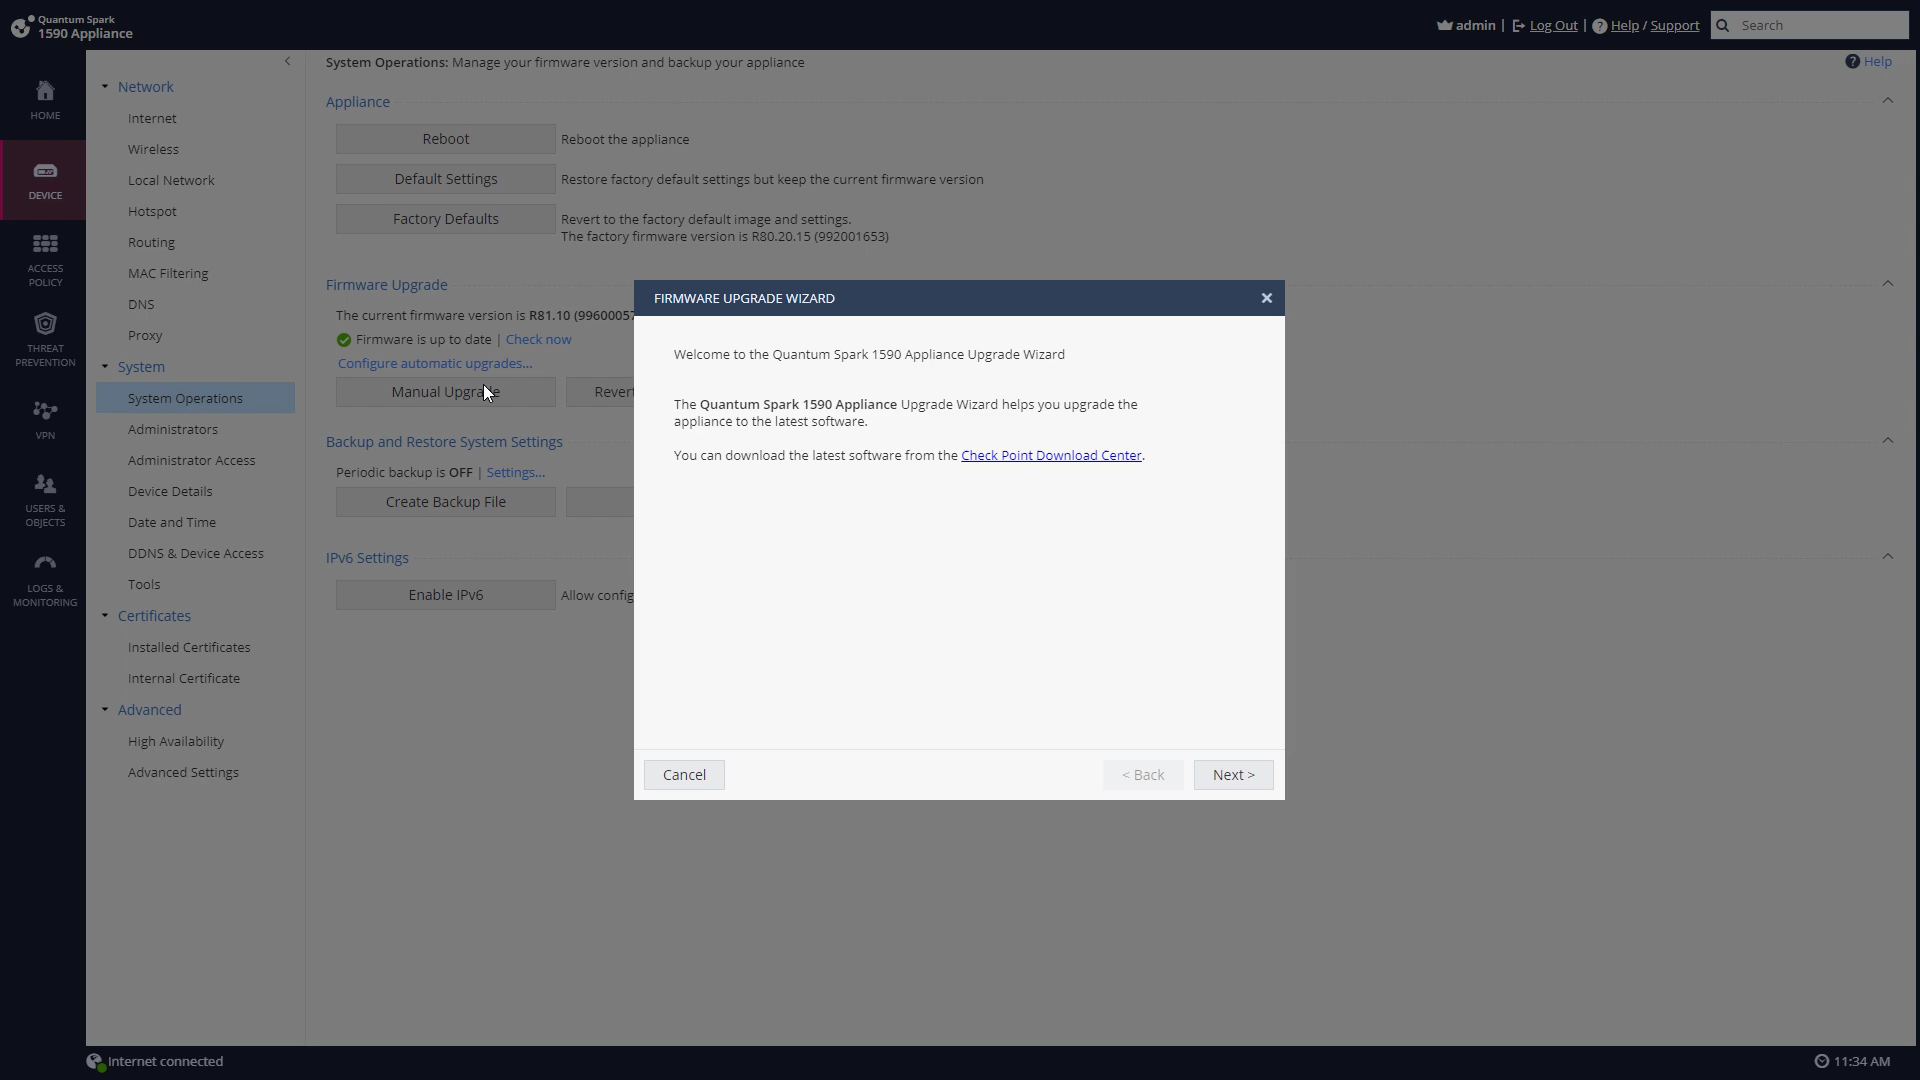 Quantum Spark
1590 Appliance
admin | Log Out | Help / Support
Search
HOME
DEVICE
ACCESS
POLICY
THREAT
PREVENTION
VPN
USERS &
OBJECTS
LOGS &
MONITORING
Network
Internet
Wireless
Local Network
Hotspot
Routing
MAC Filtering
DNS
Proxy
System
System Operations
Administrators
Administrator Access
Device Details
Date and Time
DDNS & Device Access
Tools
Certificates
Installed Certificates
Internal Certificate
Advanced
High Availability
Advanced Settings
System Operations: Manage your firmware version and backup your appliance
Help
Appliance
Reboot
Reboot the appliance
Default Settings
Restore factory default settings but keep the current firmware version
Factory Defaults
Revert to the factory default image and settings.
The factory firmware version is R80.20.15 (992001653)
Firmware Upgrade
The current firmware version is R81.10 (9960005
Firmware is up to date | Check now
Configure automatic upgrades...
Manual Upgrade
Revert
Backup and Restore System Settings
Periodic backup is OFF | Settings...
Create Backup File
IPv6 Settings
Enable IPv6
Allow config
FIRMWARE UPGRADE WIZARD
Welcome to the Quantum Spark 1590 Appliance Upgrade Wizard
The Quantum Spark 1590 Appliance Upgrade Wizard helps you upgrade the
appliance to the latest software.
You can download the latest software from the Check Point Download Center.
Cancel
< Back
Next >
Internet connected
11:34 AM